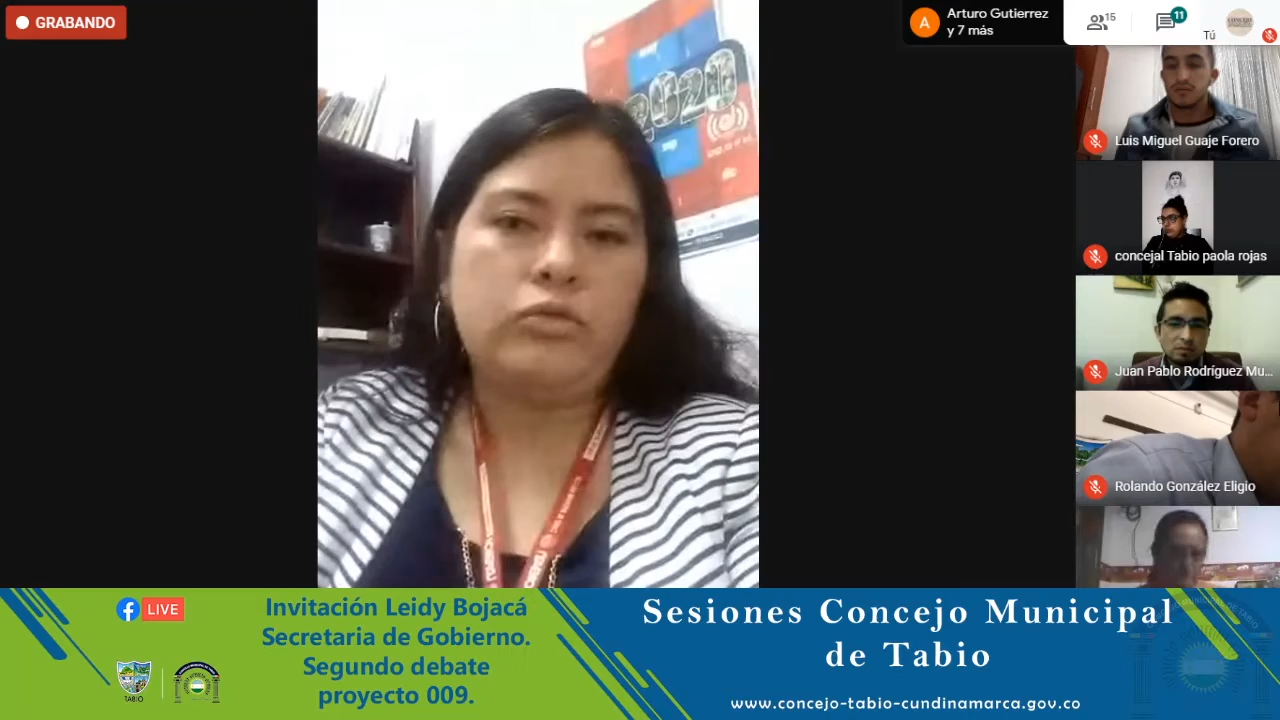 GRABANDO
Arturo Gutierrez
y 7 más
15
11
Tú
2020
Luis Miguel Guaje Forero
concejal Tabio paola rojas
Juan Pablo Rodríguez Mu...
Rolando González Eligio
LIVE
TABIO
Invitación Leidy Bojacá
Secretaria de Gobierno.
Segundo debate
proyecto 009.
Sesiones Concejo Municipal
de Tabio
www.concejo-tabio-cundinamarca.gov.co